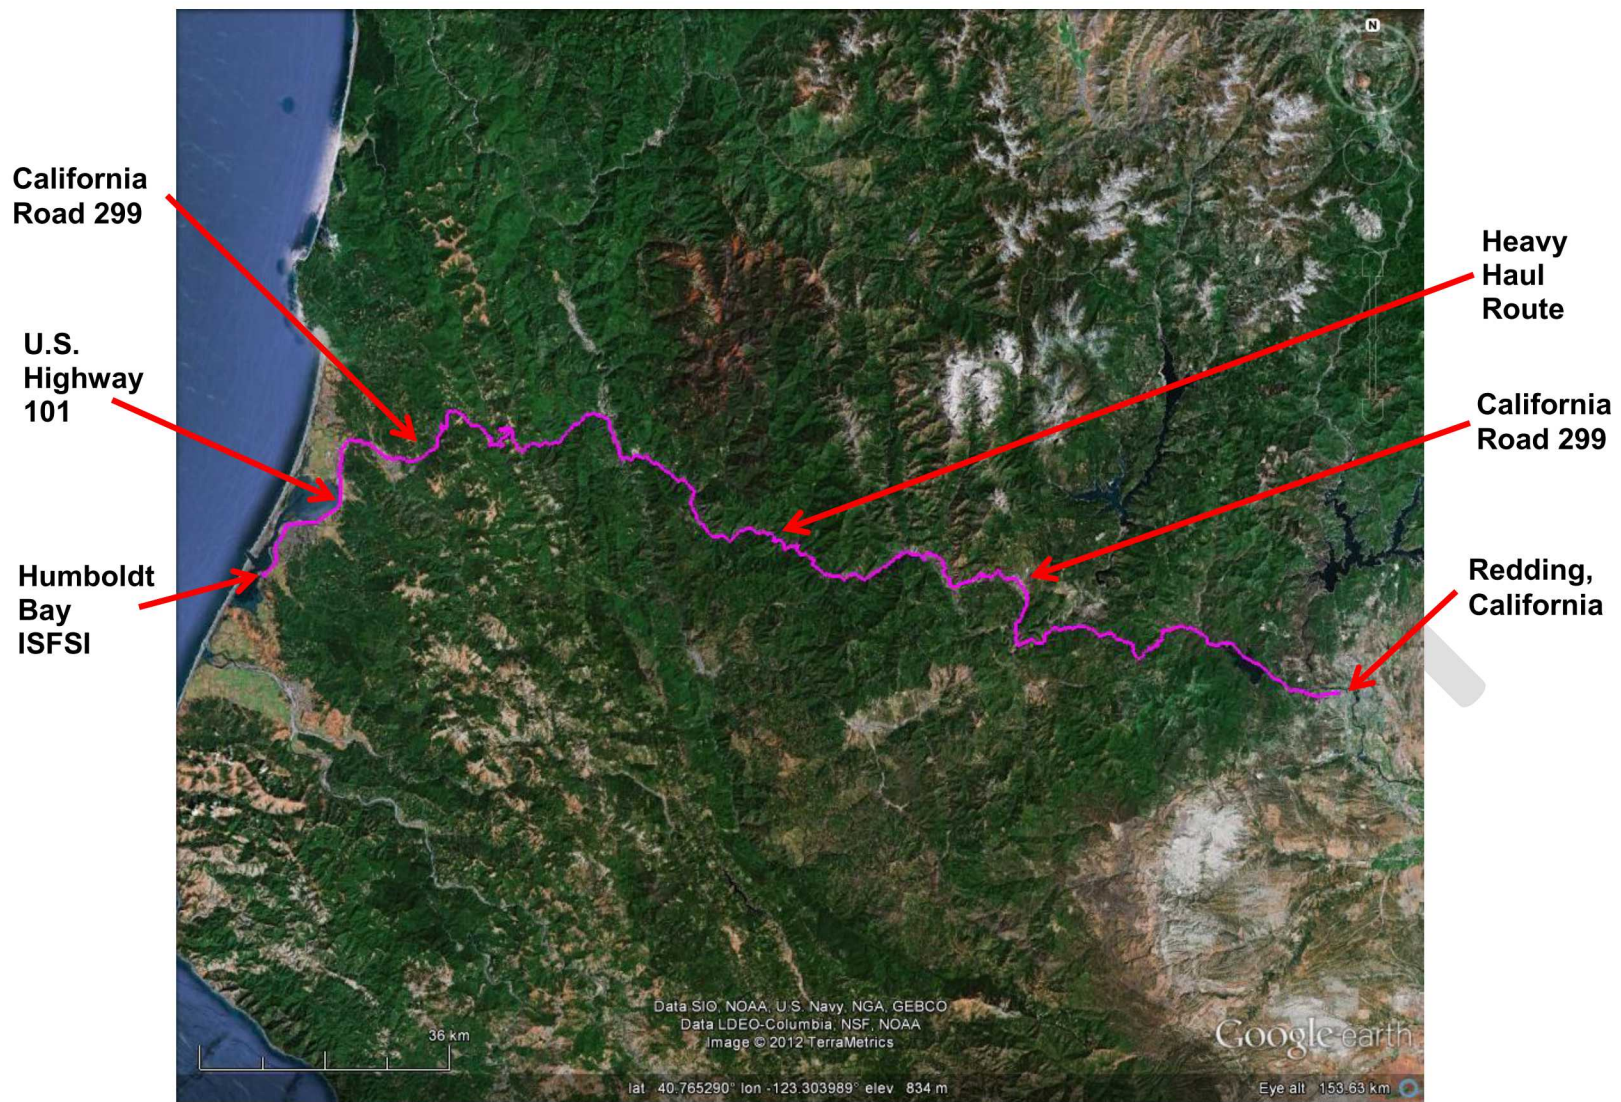 N
California
Road 299
U.S.
Highway
101
Humboldt
Bay
ISFSI
Heavy
Haul
Route
California
Road 299
Redding,
California
Data SIO, NOAA, U.S. Navy, NGA, GEBCO
Data LDEO-Columbia, NSF, NOAA
Image © 2012 TerraMetrics
36 km
Google earth
lat 40.765290° lon -123.303989° elev 834 m
Eye alt 153.63 km